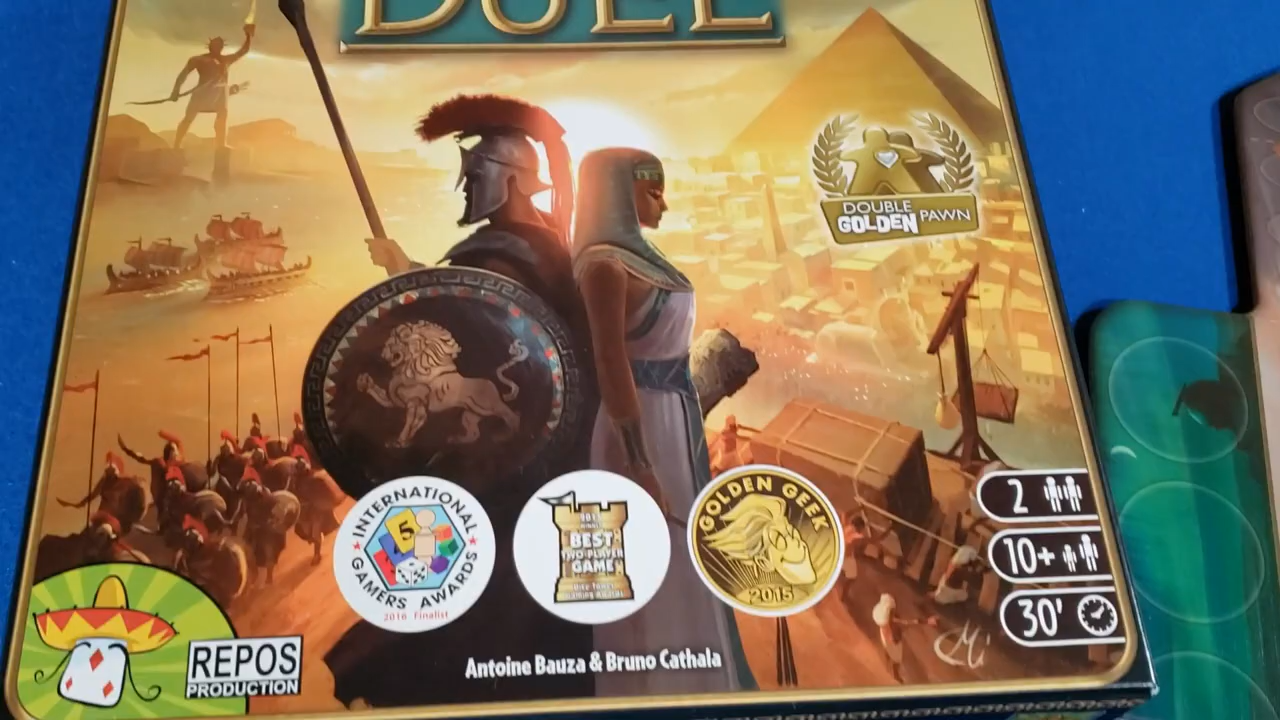 DUEL
DOUBLE
GOLDEN PAWN
INTERNATIONAL
GAMERS AWARDS
5
2016 Finalist
BEST
TWO-PLAYER
GAME
GOLDEN GEEK
2015
2
10+
30'
REPOS
PRODUCTION
Antoine Bauza & Bruno Cathala